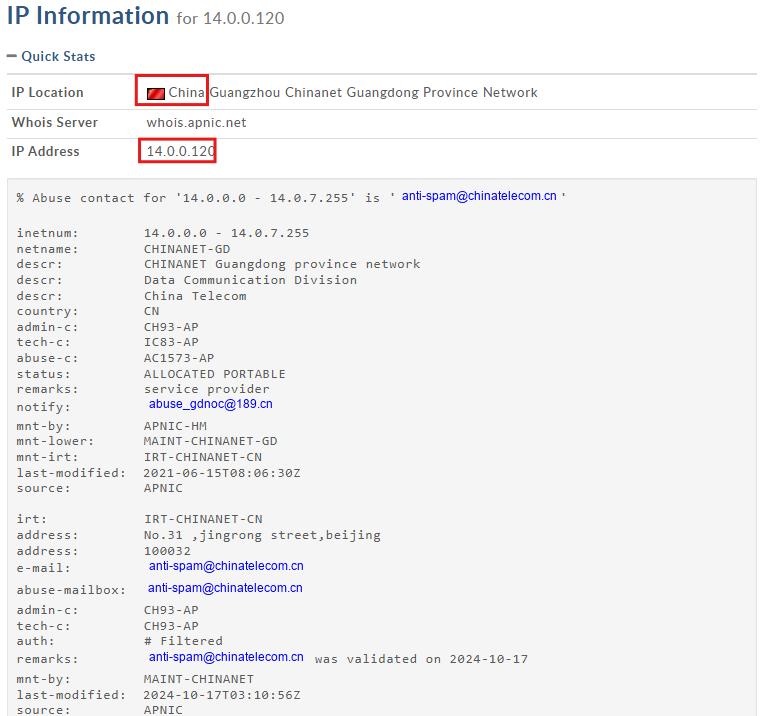 IP Information for 14.0.0.120
Quick Stats
IP Location China Guangzhou Chinanet Guangdong Province Network
Whois Server whois.apnic.net
IP Address 14.0.0.120
% Abuse contact for '14.0.0.0 - 14.0.7.255' is ' anti-spam@chinatelecom.cn '
inetnum: 14.0.0.0 - 14.0.7.255
netname: CHINANET-GD
descr: CHINANET Guangdong province network
descr: Data Communication Division
descr: China Telecom
country: CN
admin-c: CH93-AP
tech-c: IC83-AP
abuse-c: AC1573-AP
status: ALLOCATED PORTABLE
remarks: service provider
notify: abuse_gdnoc@189.cn
mnt-by: APNIC-HM
mnt-lower: MAINT-CHINANET-GD
mnt-irt: IRT-CHINANET-CN
last-modified: 2021-06-15T08:06:30Z
source: APNIC
irt: IRT-CHINANET-CN
address: No.31 ,jingrong street,beijing
address: 100032
e-mail: anti-spam@chinatelecom.cn
abuse-mailbox: anti-spam@chinatelecom.cn
admin-c: CH93-AP
tech-c: CH93-AP
auth: # Filtered
remarks: anti-spam@chinatelecom.cn was validated on 2024-10-17
mnt-by: MAINT-CHINANET
last-modified: 2024-10-17T03:10:56Z
source: APNIC